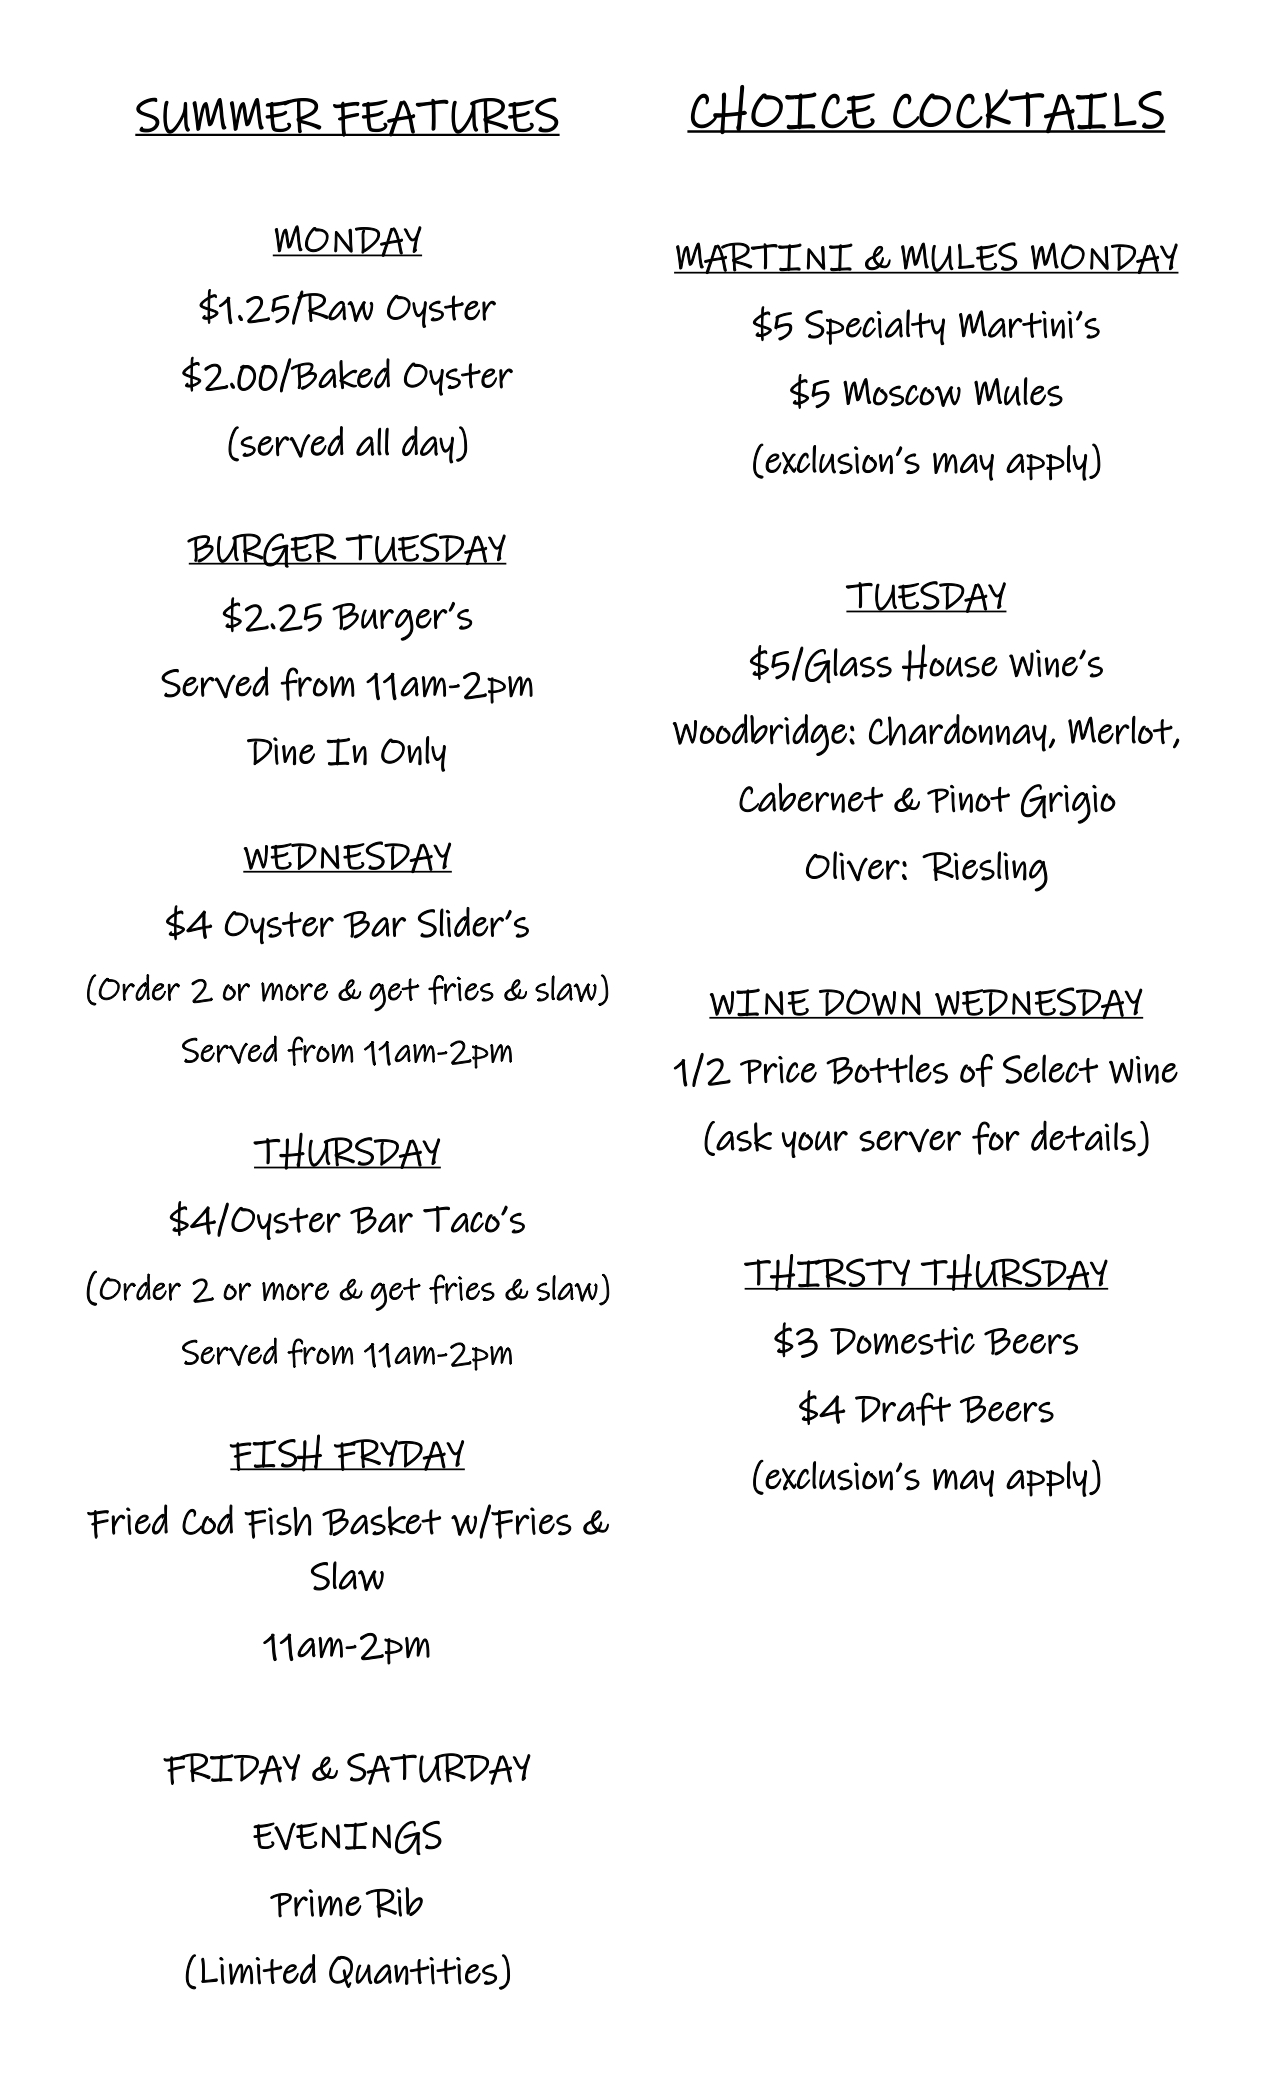 SUMMER FEATURES
MONDAY
$1.25/Raw Oyster
$2.00/Baked Oyster
(served all day)
BURGER TUESDAY
$2.25 Burger's
Served from 11am-2pm
Dine In Only
WEDNESDAY
$4 Oyster Bar Slider's
(Order 2 or more & get fries & slaw)
Served from 11am-2pm
THURSDAY
$4/Oyster Bar Taco's
(Order 2 or more & get fries & slaw)
Served from 11am-2pm
FISH FRYDAY
Fried Cod Fish Basket w/Fries &
Slaw
11am-2pm
FRIDAY & SATURDAY
EVENINGS
Prime Rib
(Limited Quantities)
CHOICE COCKTAILS
MARTINI & MULES MONDAY
$5 Specialty Martini's
$5 Moscow Mules
(exclusion's may apply)
TUESDAY
$5/Glass House Wine's
Woodbridge: Chardonnay, Merlot,
Cabernet & Pinot Grigio
Oliver: Riesling
WINE DOWN WEDNESDAY
1/2 Price Bottles of Select Wine
(ask your server for details)
THIRSTY THURSDAY
$3 Domestic Beers
$4 Draft Beers
(exclusion's may apply)